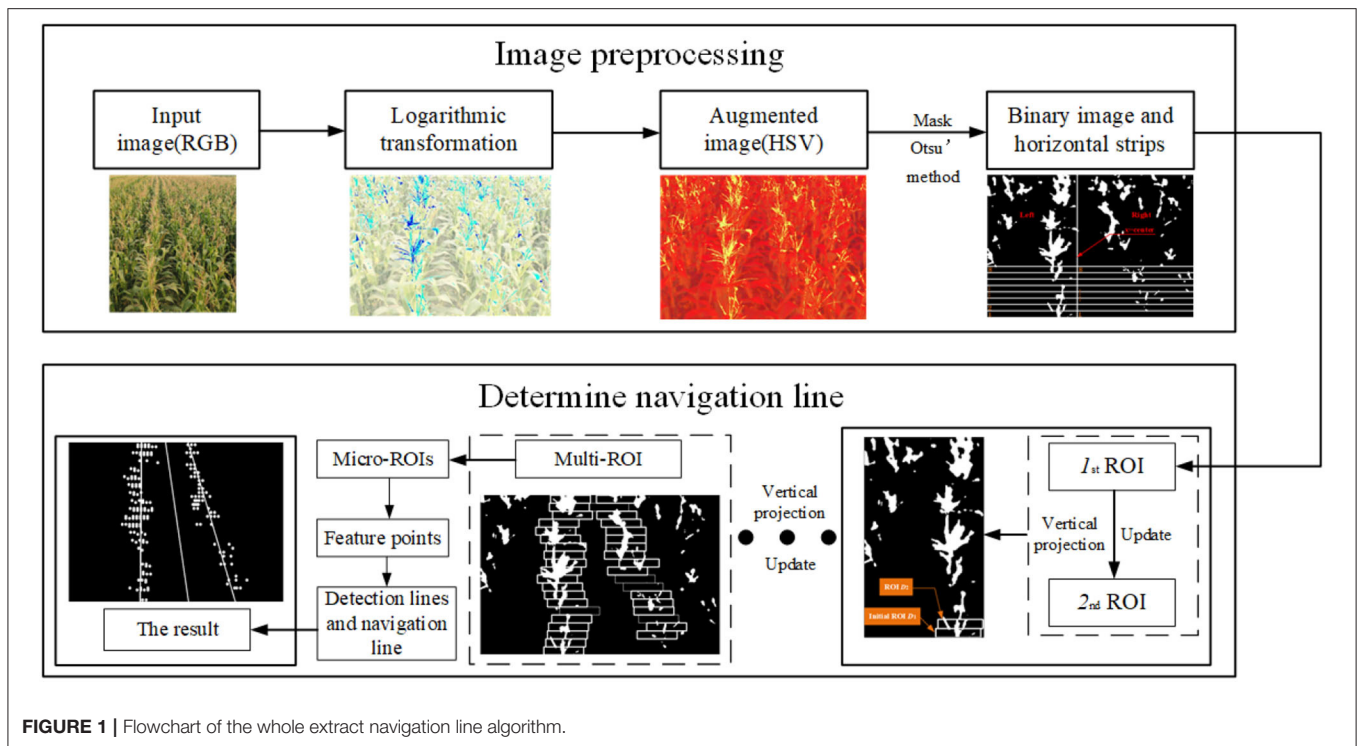 Image preprocessing
Input
image(RGB)
Logarithmic
transformation
Augmented
image(HSV)
Mask
Otsu’
method
Binary image and
horizontal strips
Left
Right
Determine navigation line
1st ROI
Update
2nd ROI
Vertical
projection
ROI D2
Initial ROI D1
Vertical
projection
Update
Multi-ROI
Micro-ROIs
Feature points
Detection lines
and navigation
line
The result
FIGURE 1 | Flowchart of the whole extract navigation line algorithm.